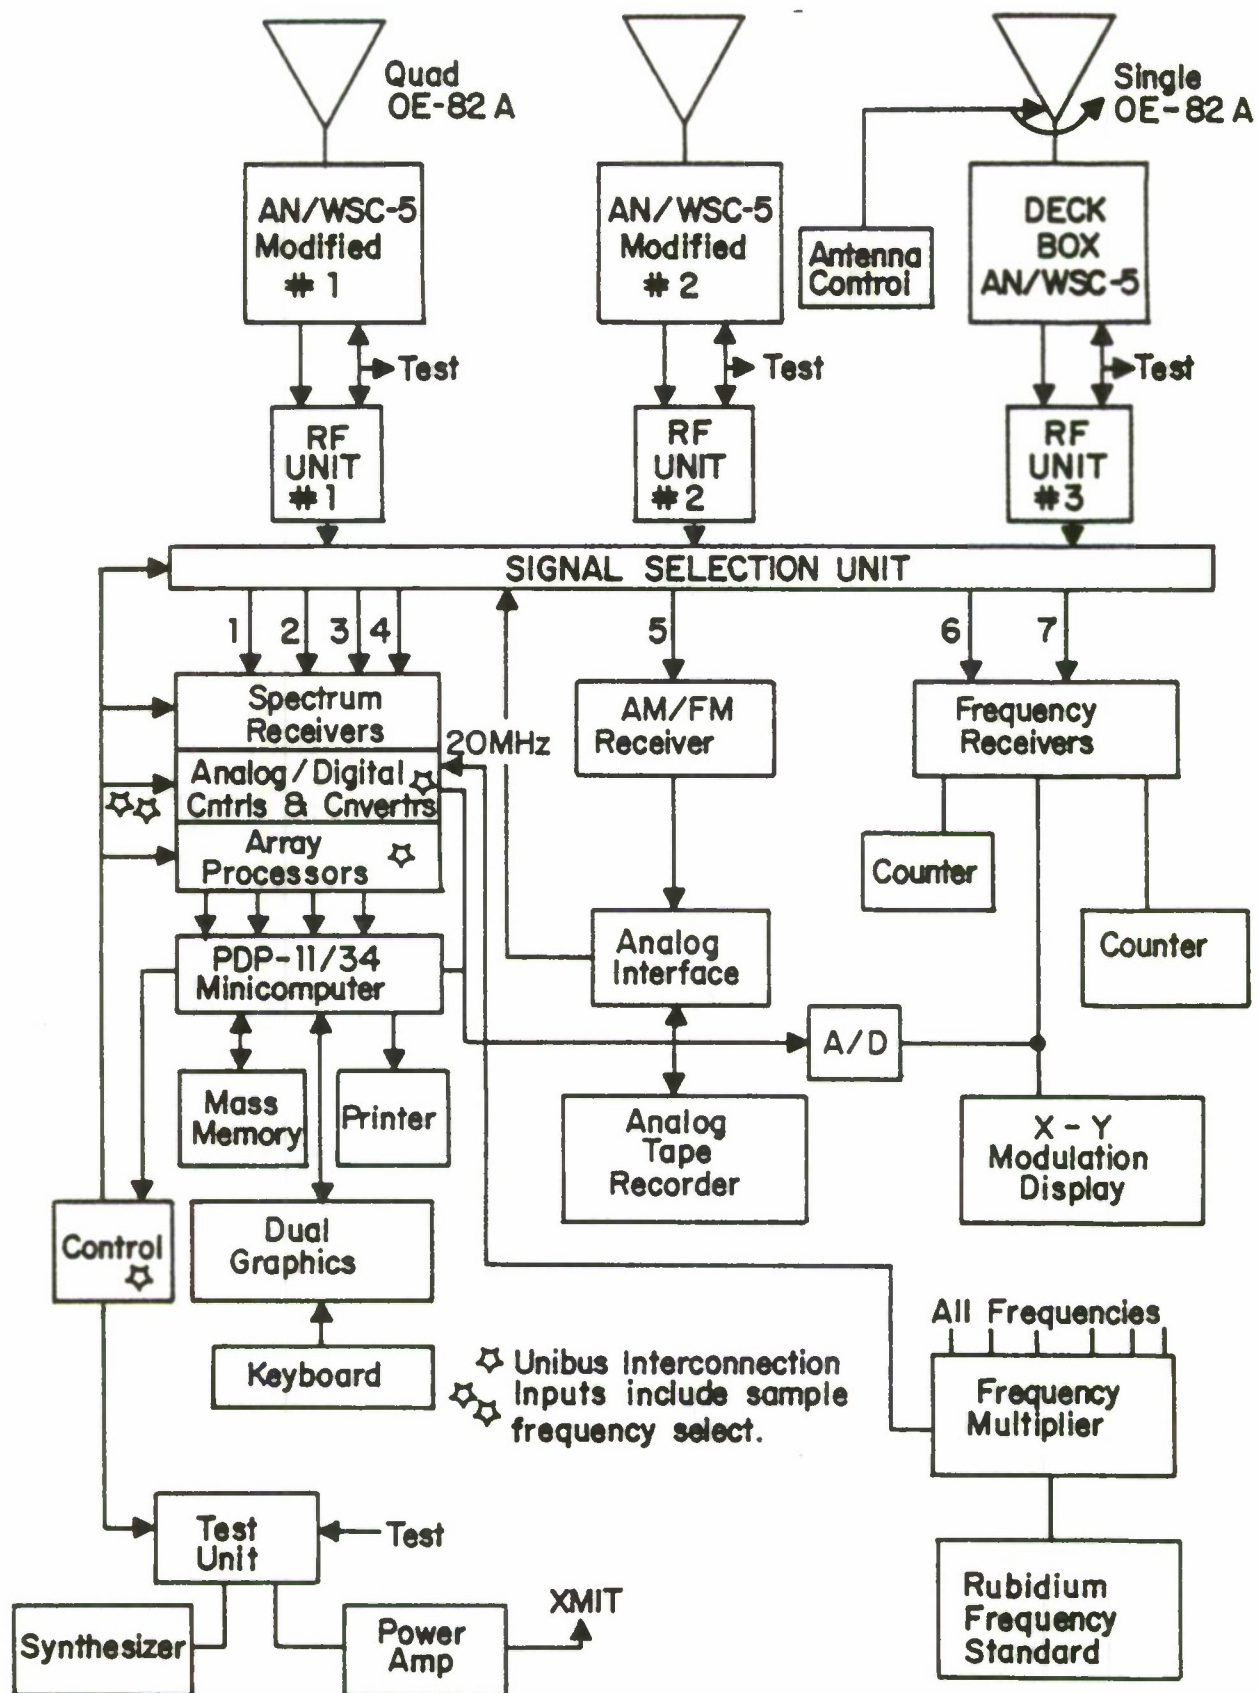 Quad
OE-82 A
Single
OE-82 A
AN/WSC-5
Modified
# 1
AN/WSC-5
Modified
# 2
Antenna
Control
DECK
BOX
AN/WSC-5
Test
Test
Test
RF
UNIT
#1
RF
UNIT
#2
RF
UNIT
#3
SIGNAL SELECTION UNIT
1 2 3 4 5 6 7
Spectrum
Receivers
20MHz
AM/FM
Receiver
Frequency
Receivers
Analog/Digital ☆
Cntrls & Cnvertrs
☆☆
Array
Processors ☆
Counter
Counter
PDP-11/34
Minicomputer
Analog
Interface
A/D
Mass
Memory
Printer
Analog
Tape
Recorder
X-Y
Modulation
Display
Control
☆
Dual
Graphics
Keyboard
☆ Unibus Interconnection
☆☆ Inputs include sample
frequency select.
All Frequencies
Frequency
Multiplier
Test
Unit
Test
Synthesizer
Power
Amp
XMIT
Rubidium
Frequency
Standard